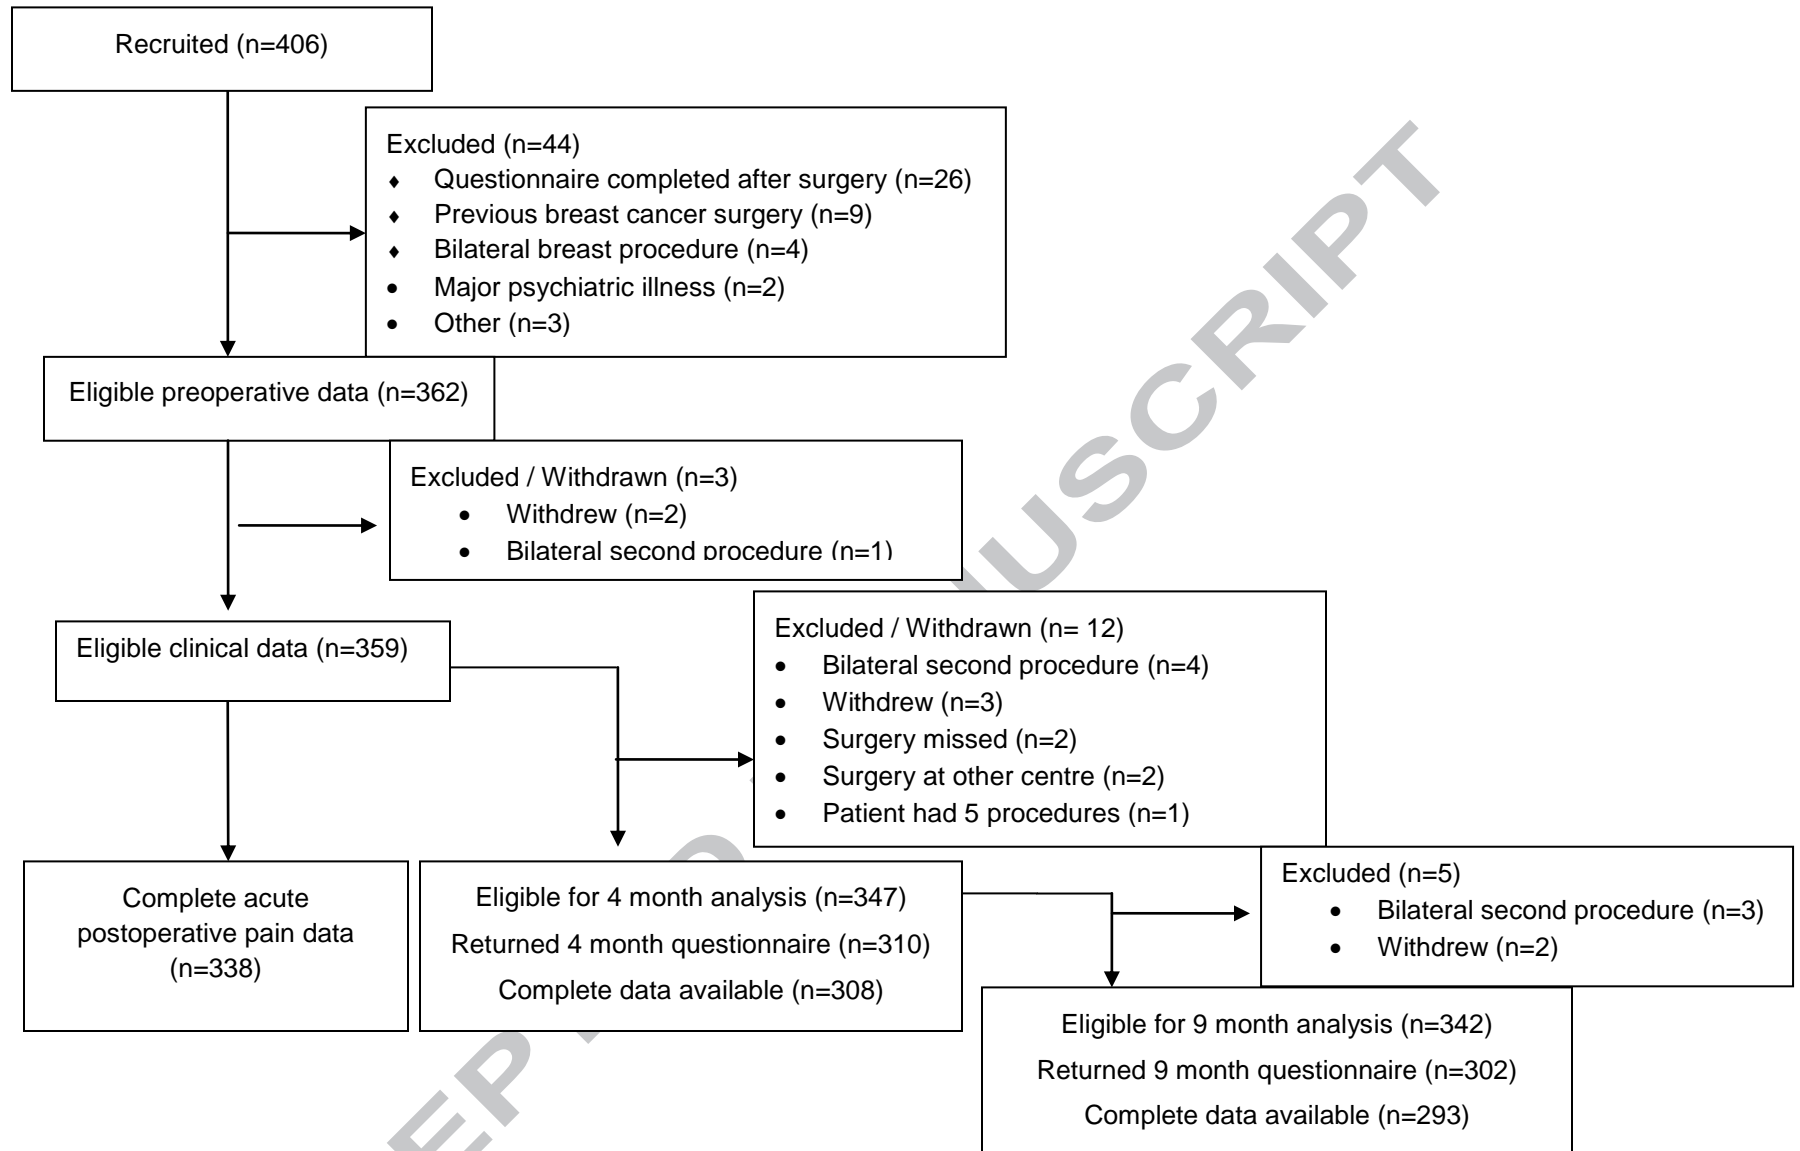 Recruited (n=406)
Excluded (n=44)
♦ Questionnaire completed after surgery (n=26)
♦ Previous breast cancer surgery (n=9)
♦ Bilateral breast procedure (n=4)
• Major psychiatric illness (n=2)
• Other (n=3)
Eligible preoperative data (n=362)
Excluded / Withdrawn (n=3)
• Withdrew (n=2)
• Bilateral second procedure (n=1)
Eligible clinical data (n=359)
Excluded / Withdrawn (n= 12)
• Bilateral second procedure (n=4)
• Withdrew (n=3)
• Surgery missed (n=2)
• Surgery at other centre (n=2)
• Patient had 5 procedures (n=1)
Complete acute
postoperative pain data
(n=338)
Eligible for 4 month analysis (n=347)
Returned 4 month questionnaire (n=310)
Complete data available (n=308)
Excluded (n=5)
• Bilateral second procedure (n=3)
• Withdrew (n=2)
Eligible for 9 month analysis (n=342)
Returned 9 month questionnaire (n=302)
Complete data available (n=293)